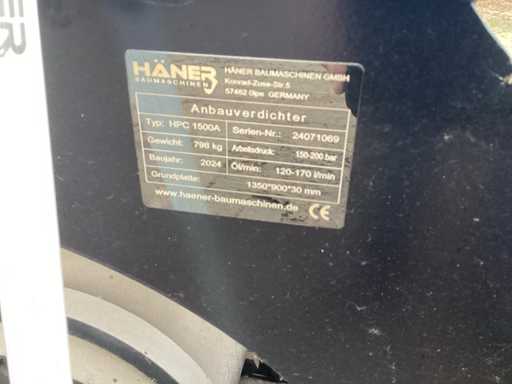 HÄNER
BAUMASCHINEN
HÄNER BAUMASCHINEN GMBH
Konrad-Zuse-Str.5
57462 Olpe GERMANY
Anbauverdichter
Typ: HPC 1500A Serien-Nr.: 24071069
Gewicht: 798 kg Arbeitsdruck: 150-200 bar
Baujahr: 2024 Öl/min: 120-170 l/min
Grundplatte: 1350*900*30 mm
www.haener-baumaschinen.de CE